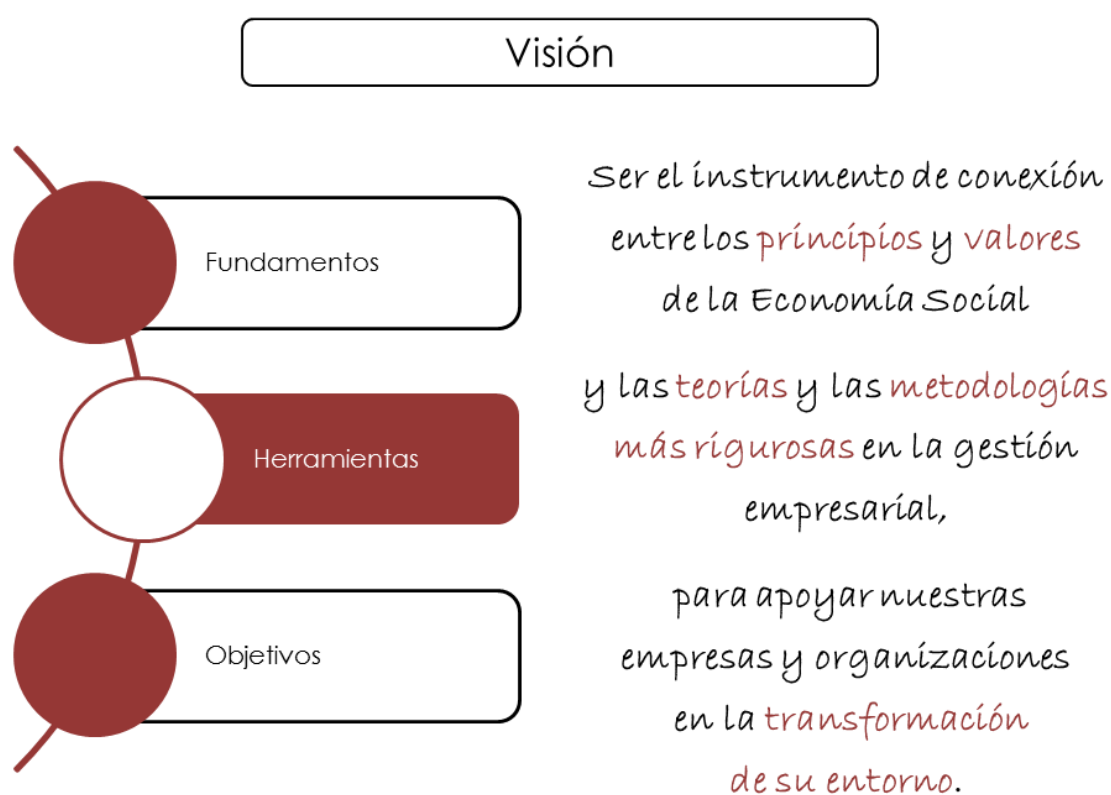 Visión
Fundamentos
Ser el instrumento de conexión
entre los principios y valores
de la Economía Social
Herramientas
y las teorías y las metodologías
más rigurosas en la gestión
empresarial,
Objetivos
para apoyar nuestras
empresas y organizaciones
en la transformación
de su entorno.